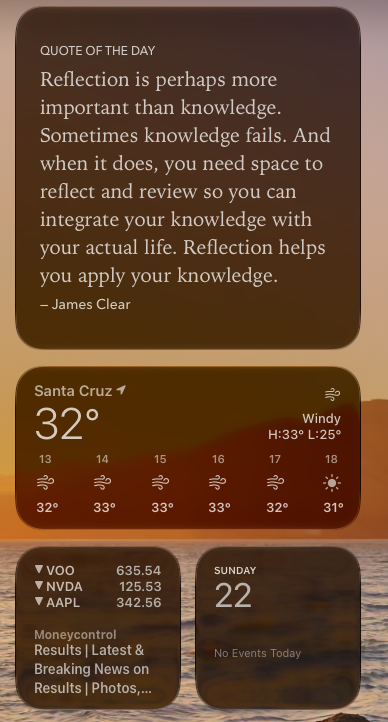 QUOTE OF THE DAY
Reflection is perhaps more
important than knowledge.
Sometimes knowledge fails. And
when it does, you need space to
reflect and review so you can
integrate your knowledge with
your actual life. Reflection helps
you apply your knowledge.
– James Clear
Santa Cruz
32°
Windy
H:33° L:25°
13 14 15 16 17 18
32° 33° 33° 33° 32° 31°
VOO 635.54
NVDA 125.53
AAPL 342.56
Moneycontrol
Results | Latest &
Breaking News on
Results | Photos,...
SUNDAY
22
No Events Today